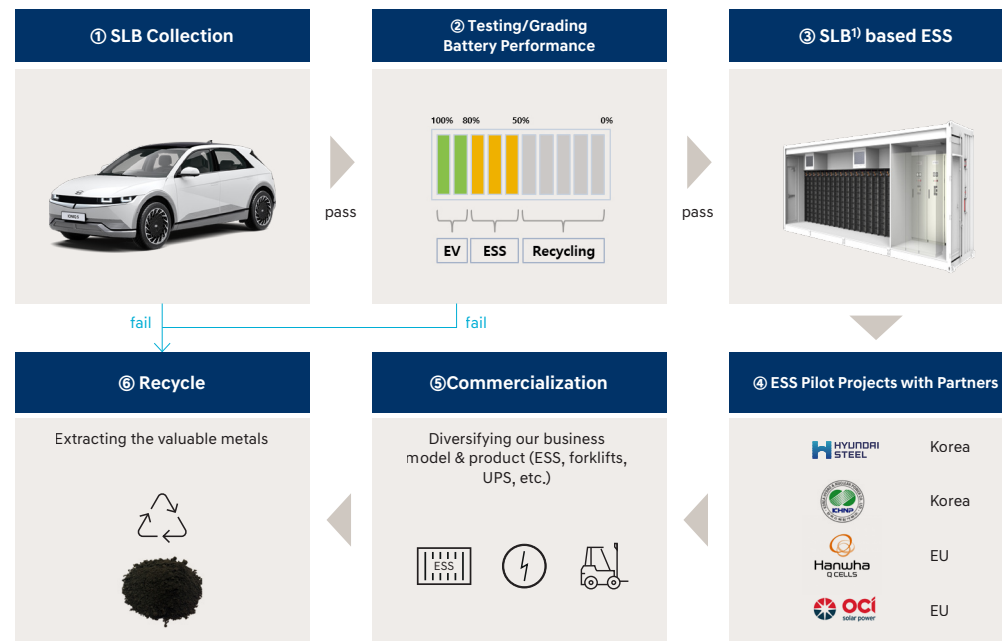 ① SLB Collection
② Testing/Grading
Battery Performance
③ SLB¹⁾ based ESS
100% 80% 50% 0%
EV ESS Recycling
pass
pass
fail
fail
⑥ Recycle
Extracting the valuable metals
⑤Commercialization
Diversifying our business
model & product (ESS, forklifts,
UPS, etc.)
ESS
④ ESS Pilot Projects with Partners
HYUNDAI
STEEL
Korea
KHNP
Korea
Hanwha
Q CELLS
EU
OCI
solar power
EU